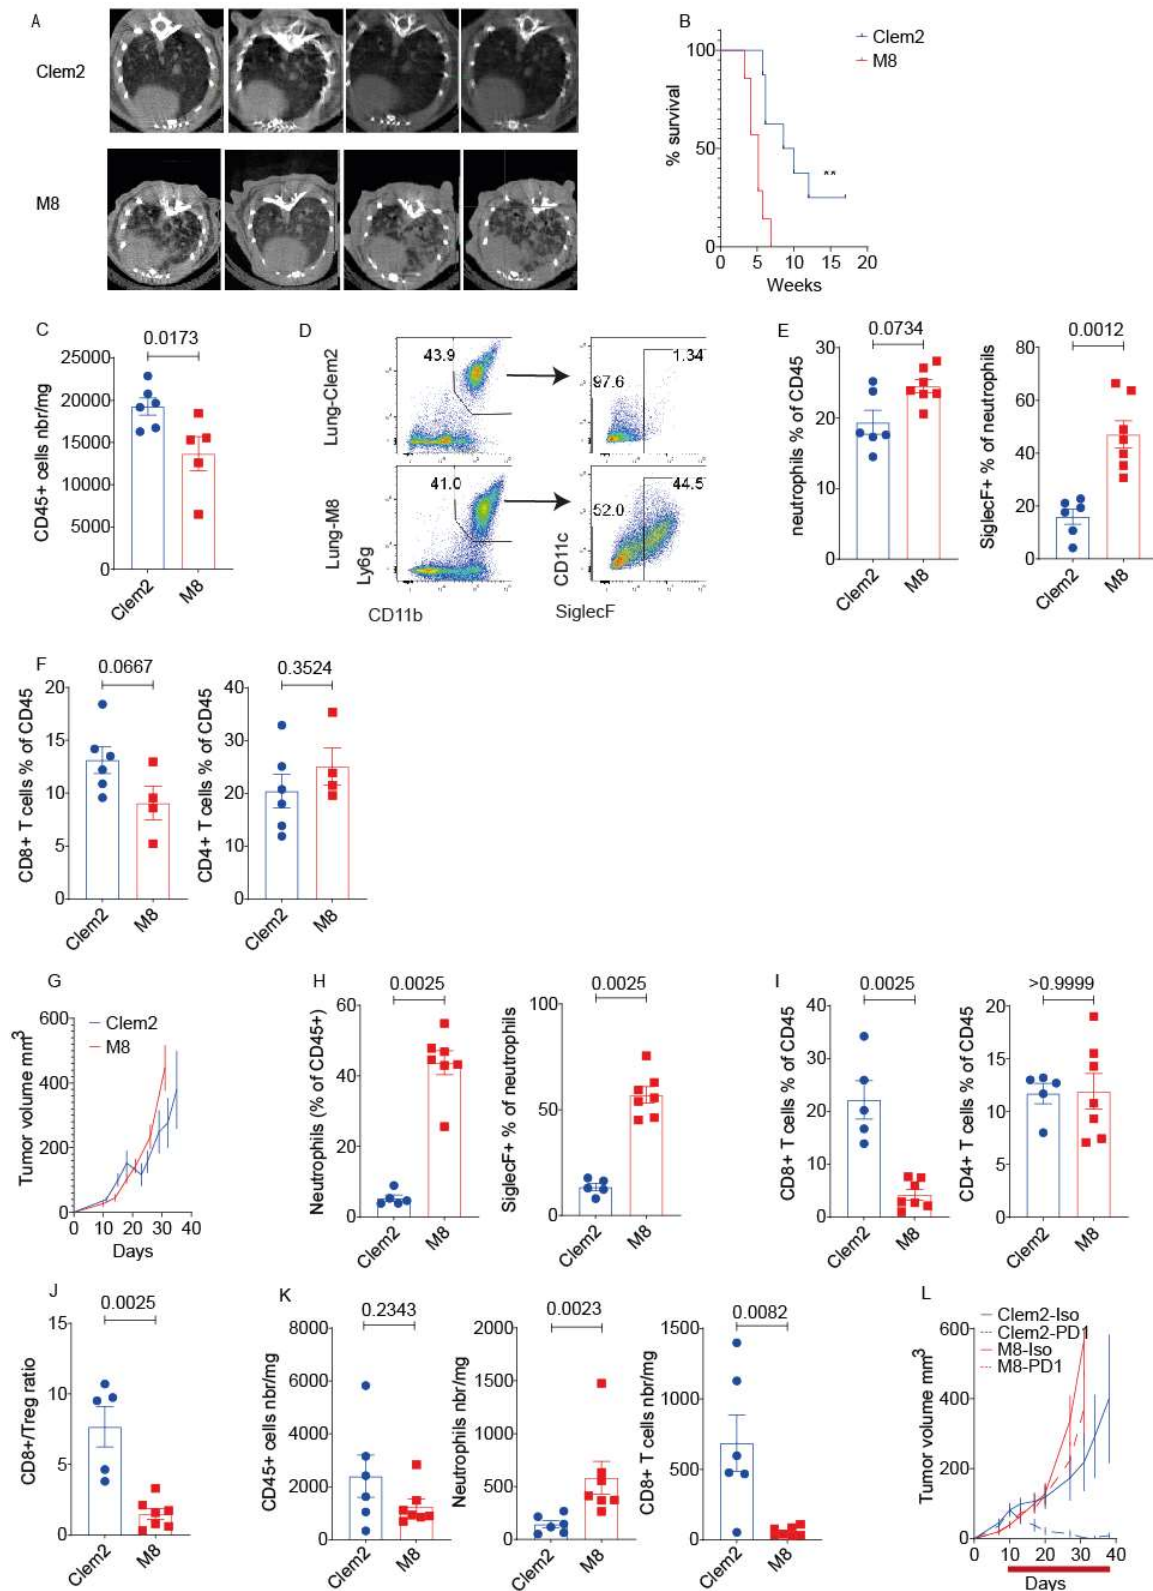 A
Clem2
M8
B
Clem2
M8
% survival
100
50
0
**
0 5 10 15 20
Weeks
C
0.0173
CD45+ cells nbr/mg
25000
20000
15000
10000
5000
0
Clem2 M8
D
Lung-Clem2
43.9
1.34
97.6
Lung-M8
41.0
44.5
52.0
Ly6g
CD11c
CD11b
SiglecF
E
0.0734
neutrophils % of CD45
30
20
10
0
Clem2 M8
0.0012
SiglecF+ % of neutrophils
80
60
40
20
0
Clem2 M8
F
0.0667
CD8+ T cells % of CD45
20
15
10
5
0
Clem2 M8
0.3524
CD4+ T cells % of CD45
40
30
20
10
0
Clem2 M8
G
Tumor volume mm3
600
400
200
0
Clem2
M8
0 10 20 30 40
Days
H
0.0025
Neutrophils (% of CD45+)
60
40
20
0
Clem2 M8
0.0025
SiglecF+ % of neutrophils
100
50
0
Clem2 M8
I
0.0025
CD8+ T cells % of CD45
40
30
20
10
0
Clem2 M8
>0.9999
CD4+ T cells % of CD45
20
15
10
5
0
Clem2 M8
J
0.0025
CD8+/Treg ratio
15
10
5
0
Clem2 M8
K
0.2343
CD45+ cells nbr/mg
8000
6000
4000
2000
0
Clem2 M8
0.0023
Neutrophils nbr/mg
2000
1500
1000
500
0
Clem2 M8
0.0082
CD8+ T cells nbr/mg
1500
1000
500
0
Clem2 M8
L
Clem2-Iso
Clem2-PD1
M8-Iso
M8-PD1
Tumor volume mm3
600
400
200
0
0 10 20 30 40
Days